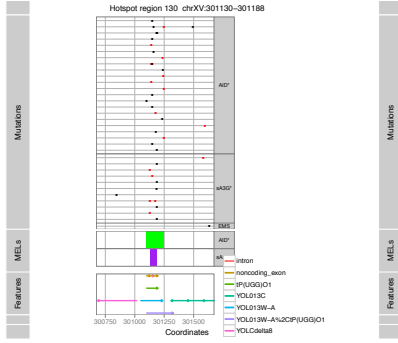 Hotspot region 130 chrXV:301130–301188
Mutations
Mutations
AID*
sA3G*
EMS
MELs
MELs
AID*
sA
Features
Features
intron
noncoding_exon
tP(UGG)O1
YOL013C
YOL013W-A
YOL013W-A%2CtP(UGG)O1
YOLCdelta8
300750 301000 301250 301500
Coordinates